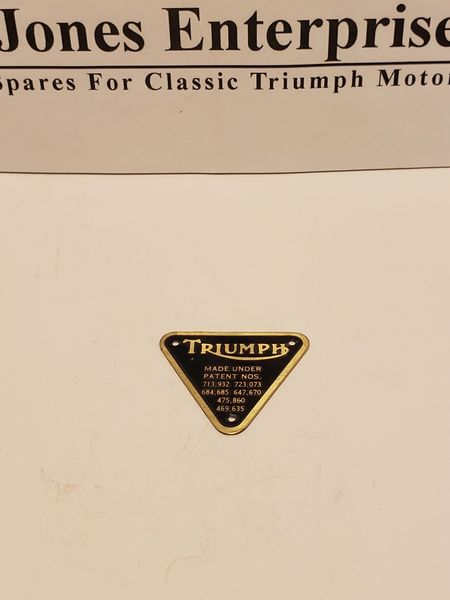 Jones Enterprise
Spares For Classic Triumph Motor
TRIUMPH
MADE UNDER
PATENT NOS.
713,932 723,073
684,685 647,670
475,860
469,635